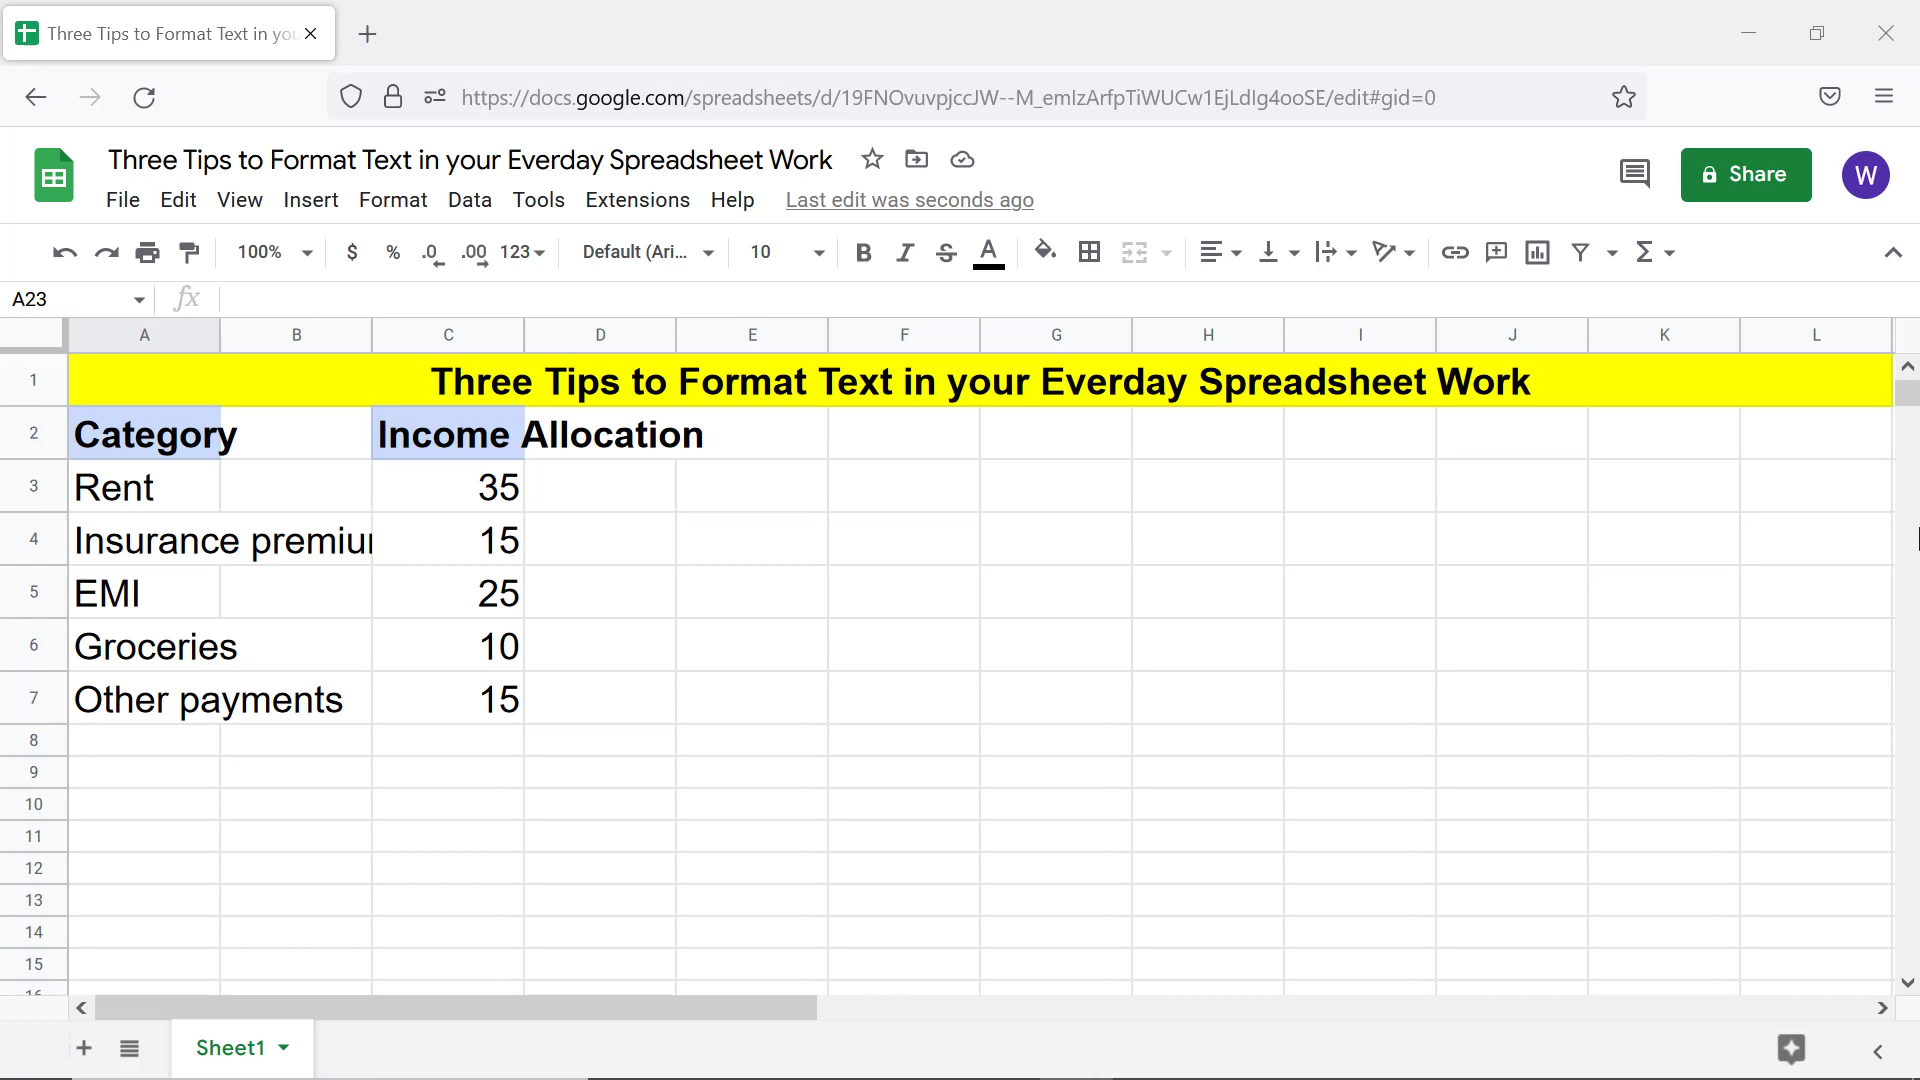 Three Tips to Format Text in you
https://docs.google.com/spreadsheets/d/19FNOvuvpjccJW--M_emIzArfpTiWUCw1EjLdIg4ooSE/edit#gid=0
Three Tips to Format Text in your Everday Spreadsheet Work
File Edit View Insert Format Data Tools Extensions Help Last edit was seconds ago
Share
W
100% $ % .0 .00 123 Default (Ari... 10 B I S A
A23 fx
A B C D E F G H I J K L
1 Three Tips to Format Text in your Everday Spreadsheet Work
2 Category Income Allocation
3 Rent 35
4 Insurance premiu 15
5 EMI 25
6 Groceries 10
7 Other payments 15
8
9
10
11
12
13
14
15
16
Sheet1